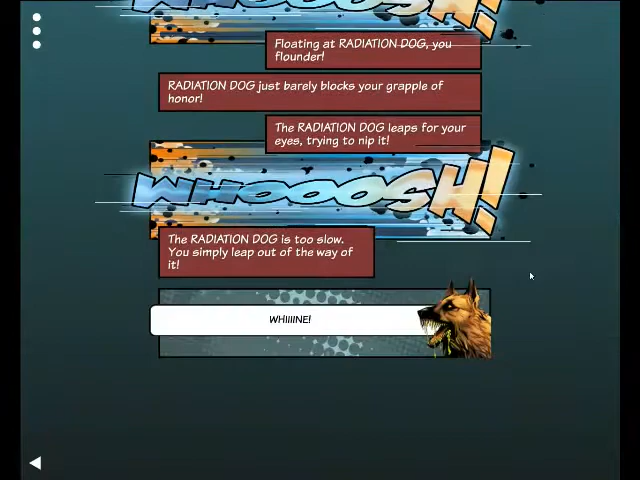 WHOOOSH!
Floating at RADIATION DOG, you
flounder!
RADIATION DOG just barely blocks your grapple of
honor!
The RADIATION DOG leaps for your
eyes, trying to nip it!
WHOOOOSH!
The RADIATION DOG is too slow.
You simply leap out of the way of
it!
WHIIIINE!